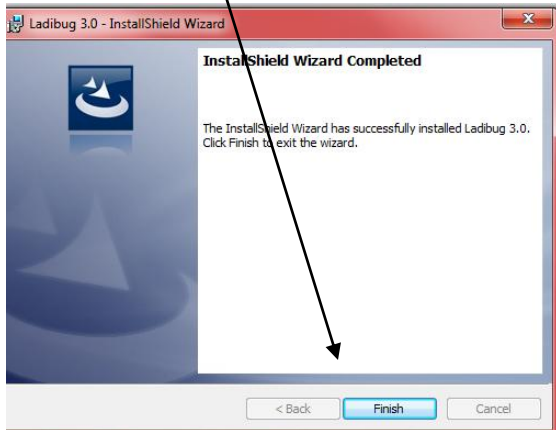 Ladibug 3.0 - InstallShield Wizard
InstallShield Wizard Completed
The InstallShield Wizard has successfully installed Ladibug 3.0.
Click Finish to exit the wizard.
< Back
Finish
Cancel